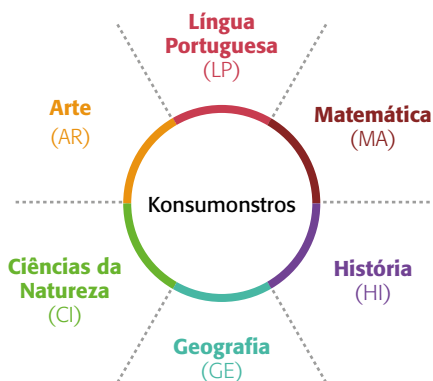 Língua
Portuguesa
(LP)
Arte
(AR)
Matemática
(MA)
Konsumonstros
Ciências da
Natureza
(CI)
História
(HI)
Geografia
(GE)